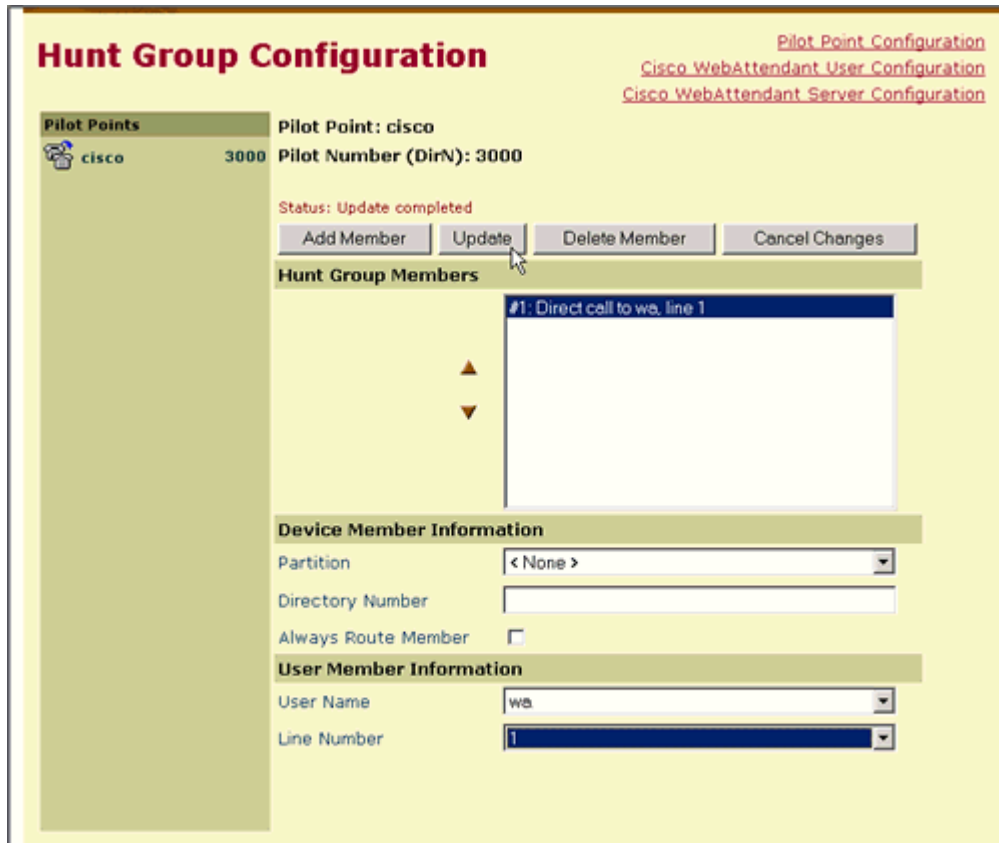 Hunt Group Configuration
Pilot Point Configuration
Cisco WebAttendant User Configuration
Cisco WebAttendant Server Configuration
Pilot Points
cisco 3000
Pilot Point: cisco
Pilot Number (DirN): 3000
Status: Update completed
Add Member Update Delete Member Cancel Changes
Hunt Group Members
#1: Direct call to wa, line 1
Device Member Information
Partition < None >
Directory Number
Always Route Member
User Member Information
User Name wa
Line Number 1